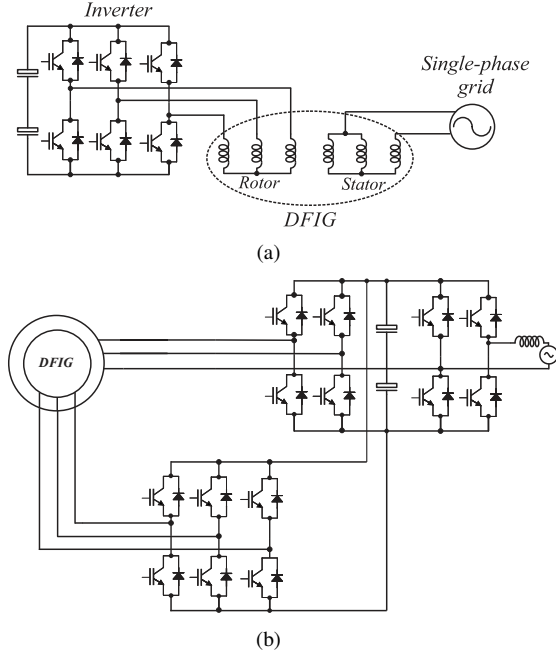 Inverter
Single-phase
grid
Rotor
Stator
DFIG
(a)
DFIG
(b)